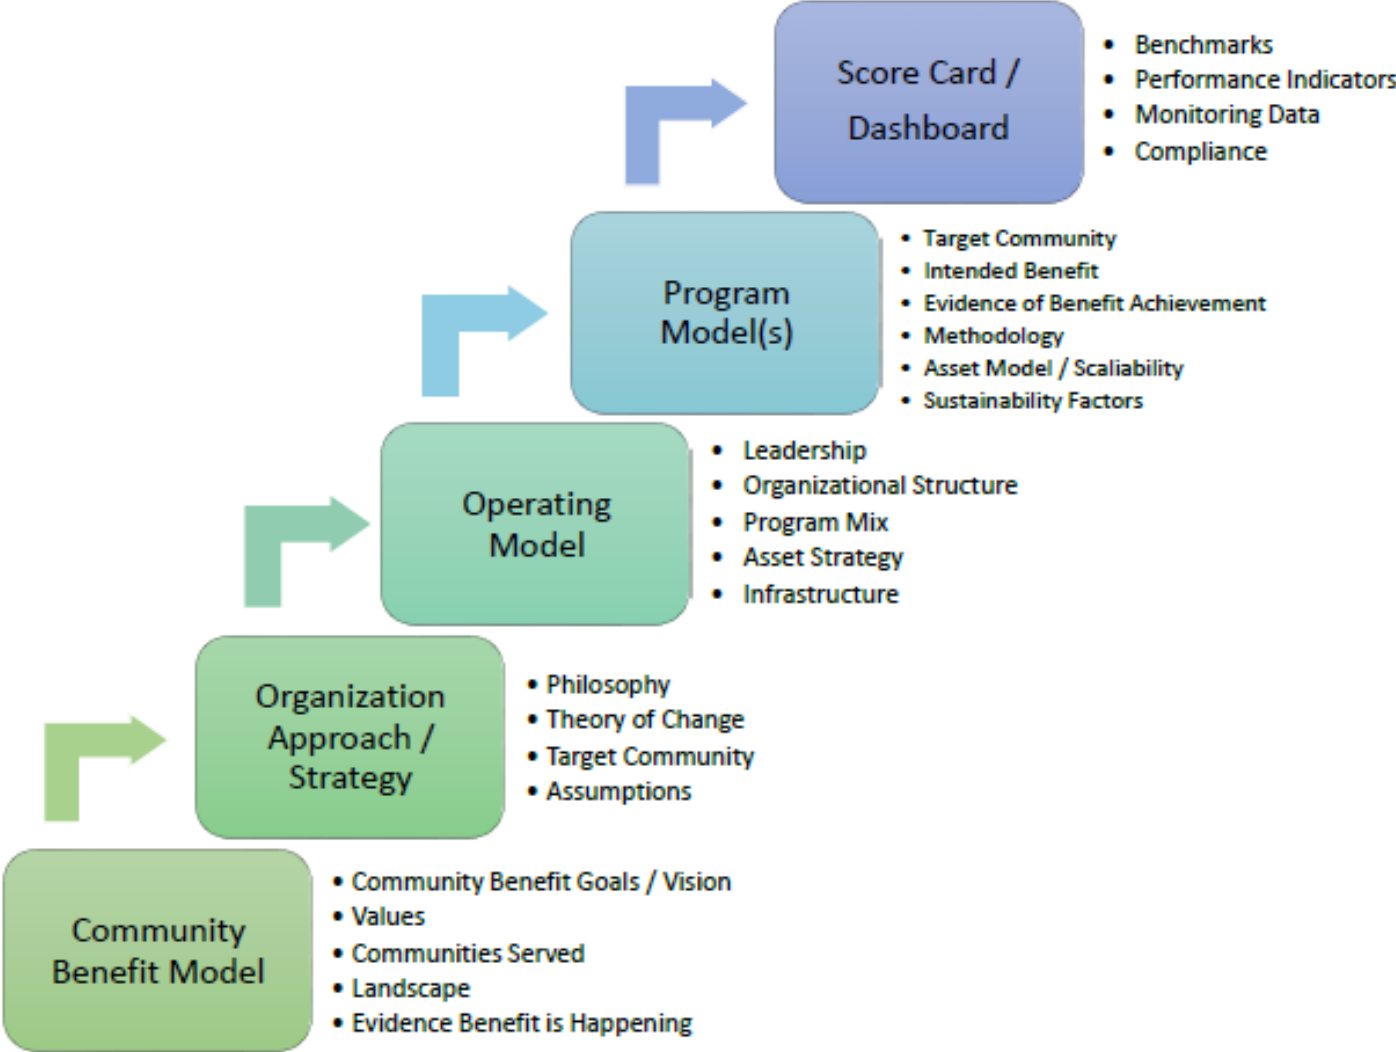 Score Card /
Dashboard
• Benchmarks
• Performance Indicators
• Monitoring Data
• Compliance
Program
Model(s)
• Target Community
• Intended Benefit
• Evidence of Benefit Achievement
• Methodology
• Asset Model / Scaliability
• Sustainability Factors
Operating
Model
• Leadership
• Organizational Structure
• Program Mix
• Asset Strategy
• Infrastructure
Organization
Approach /
Strategy
• Philosophy
• Theory of Change
• Target Community
• Assumptions
Community
Benefit Model
• Community Benefit Goals / Vision
• Values
• Communities Served
• Landscape
• Evidence Benefit is Happening